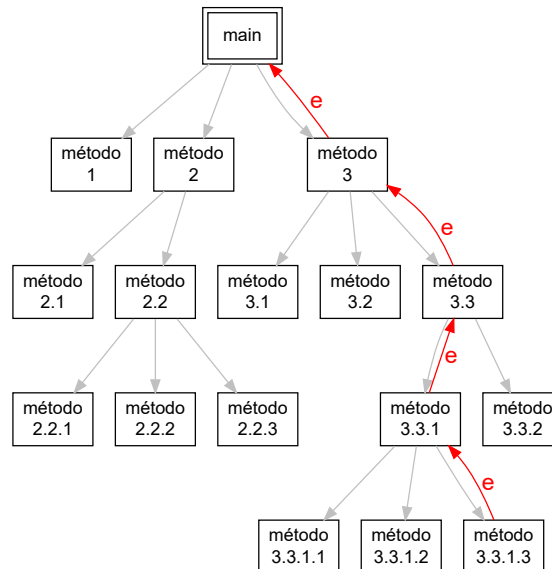 main
e
método
1
método
2
método
3
e
método
2.1
método
2.2
método
3.1
método
3.2
método
3.3
e
método
2.2.1
método
2.2.2
método
2.2.3
método
3.3.1
método
3.3.2
e
método
3.3.1.1
método
3.3.1.2
método
3.3.1.3